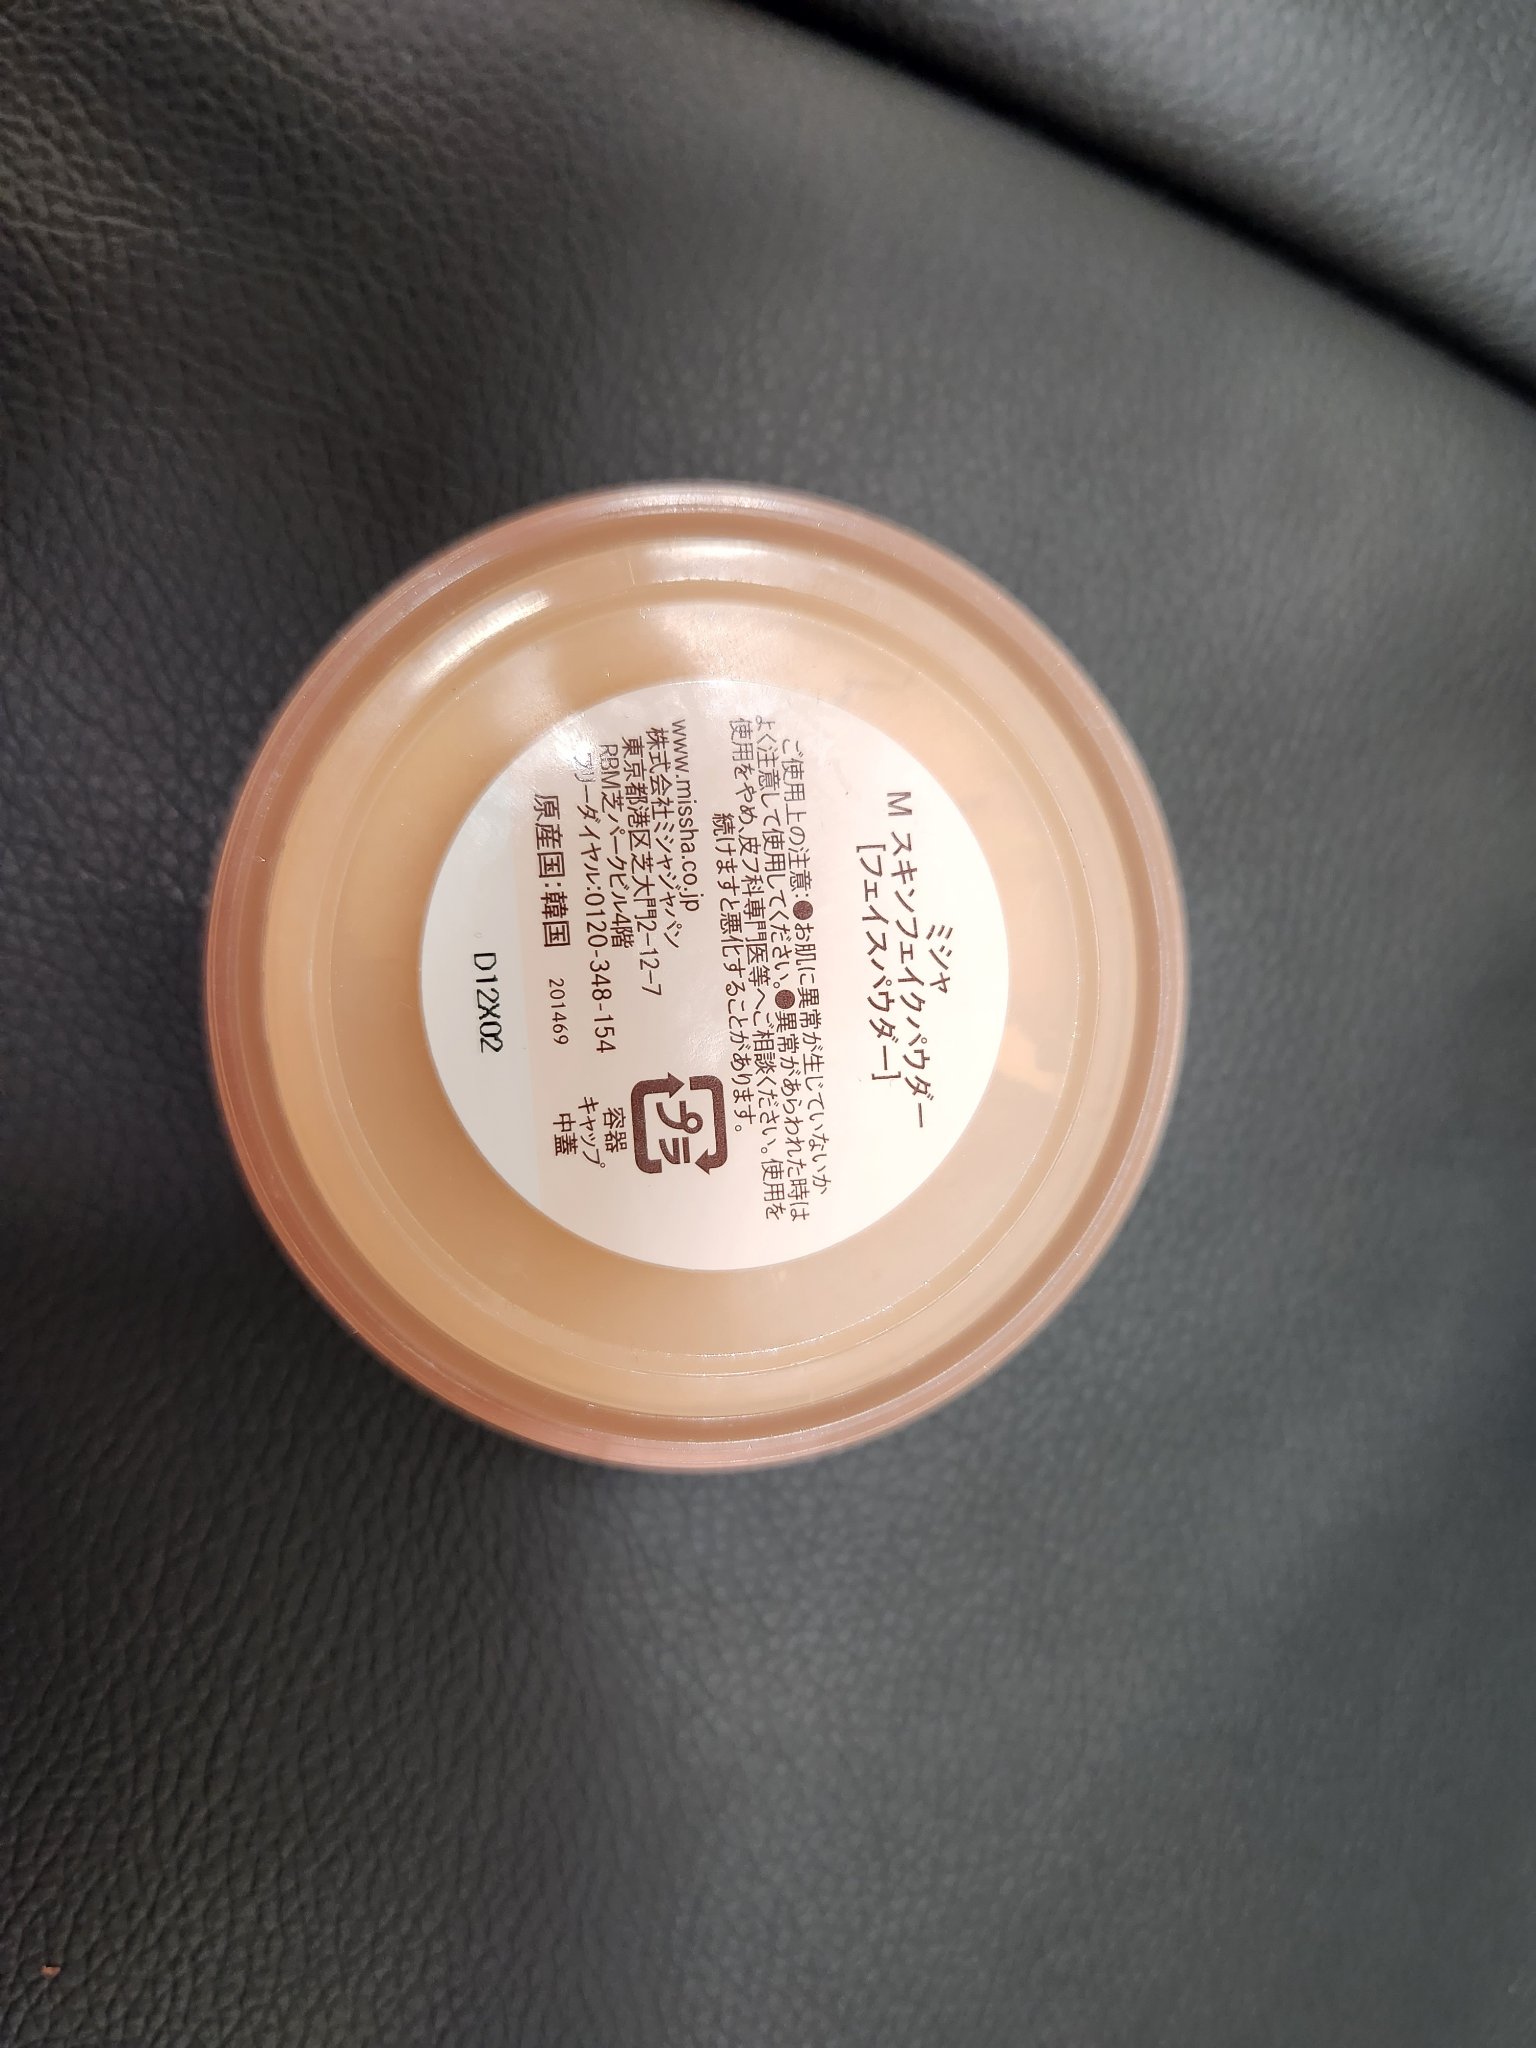 ミシャ
M スキンフェイクパウダー
[フェイスパウダー]
ご使用上の注意:●お肌に異常が生じていないか
よく注意して使用してください。●異常があらわれた時は
使用をやめ、皮フ科専門医等へご相談ください。使用を
続けますと悪化することがあります。
www.missha.co.jp
株式会社ミシャジャパン
東京都港区芝大門2-12-7
RBM芝パークビル4階
フリーダイヤル:0120-348-154
原産国:韓国 201469
プラ
容器
キャップ
中蓋
D12X02